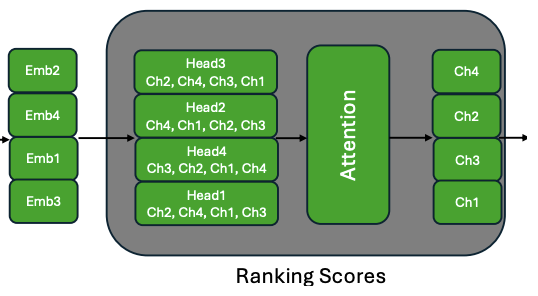 Emb2
Emb4
Emb1
Emb3
Head3
Ch2, Ch4, Ch3, Ch1
Head2
Ch4, Ch1, Ch2, Ch3
Head4
Ch3, Ch2, Ch1, Ch4
Head1
Ch2, Ch4, Ch1, Ch3
Attention
Ch4
Ch2
Ch3
Ch1
Ranking Scores